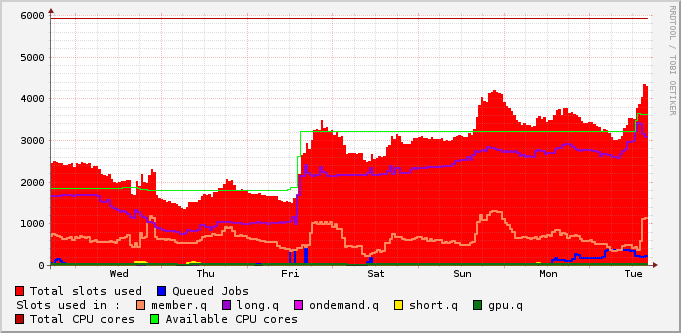 6000
5000
4000
3000
2000
1000
0
Wed Thu Fri Sat Sun Mon Tue
RRDTOOL / TOBI OETIKER
Total slots used Queued Jobs
Slots used in : member.q long.q ondemand.q short.q gpu.q
Total CPU cores Available CPU cores